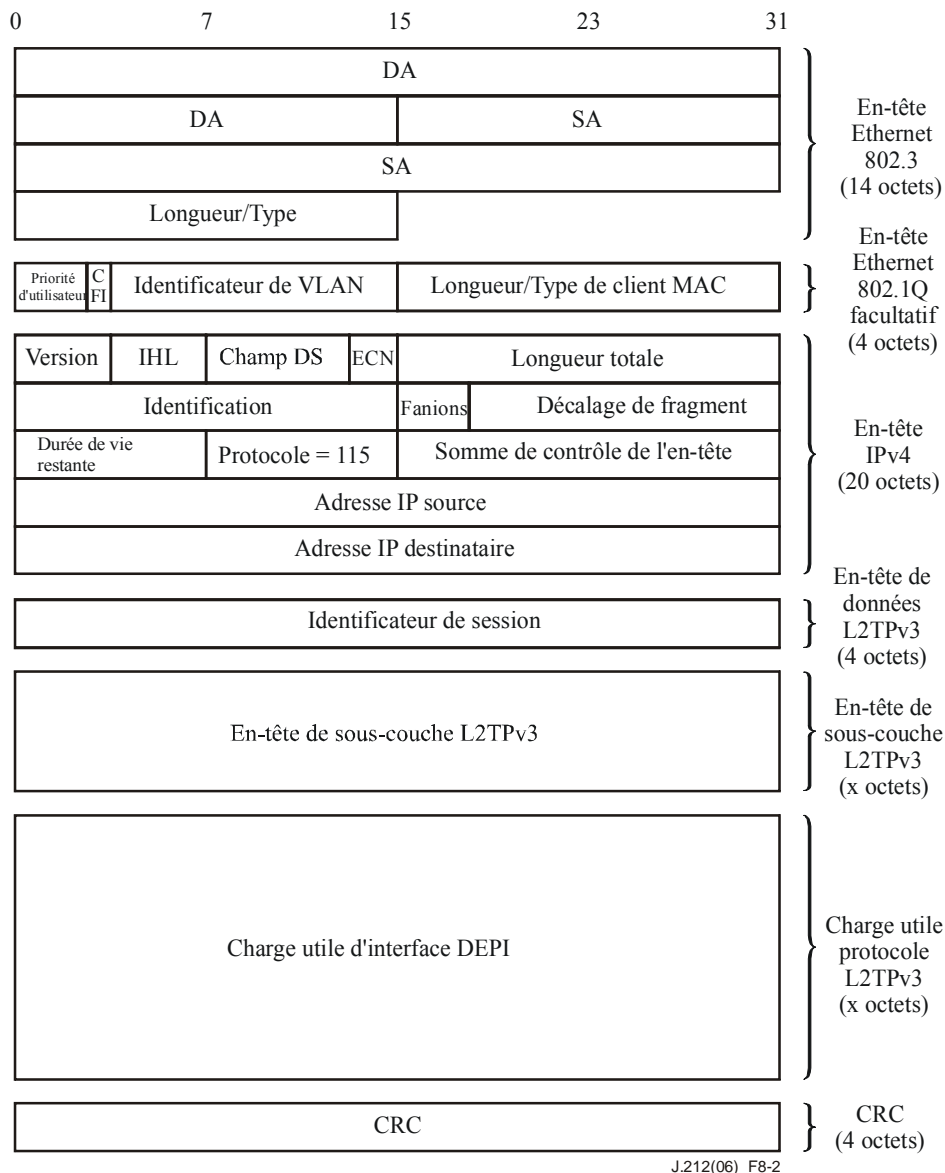 0 7 15 23 31
DA
DA SA
SA
Longueur/Type
En-tête
Ethernet
802.3
(14 octets)
Priorité
d'utilisateur
C
FI
Identificateur de VLAN
Longueur/Type de client MAC
En-tête
Ethernet
802.1Q
facultatif
(4 octets)
Version IHL Champ DS ECN Longueur totale
Identification Fanions Décalage de fragment
Durée de vie
restante
Protocole = 115 Somme de contrôle de l'en-tête
Adresse IP source
Adresse IP destinataire
En-tête
IPv4
(20 octets)
Identificateur de session
En-tête de
données
L2TPv3
(4 octets)
En-tête de sous-couche L2TPv3
En-tête de
sous-couche
L2TPv3
(x octets)
Charge utile d'interface DEPI
Charge utile
protocole
L2TPv3
(x octets)
CRC
CRC
(4 octets)
J.212(06)_F8-2